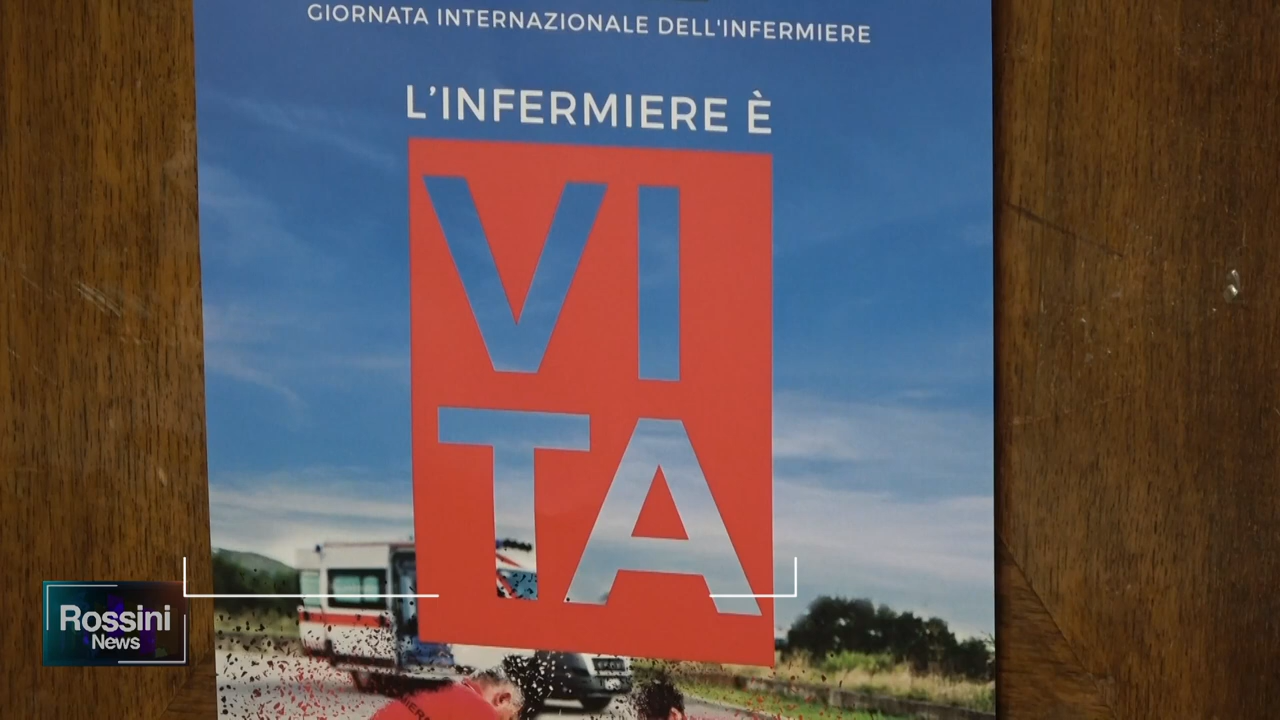 GIORNATA INTERNAZIONALE DELL'INFERMIERE
L'INFERMIERE È
VI
TA
Rossini
News